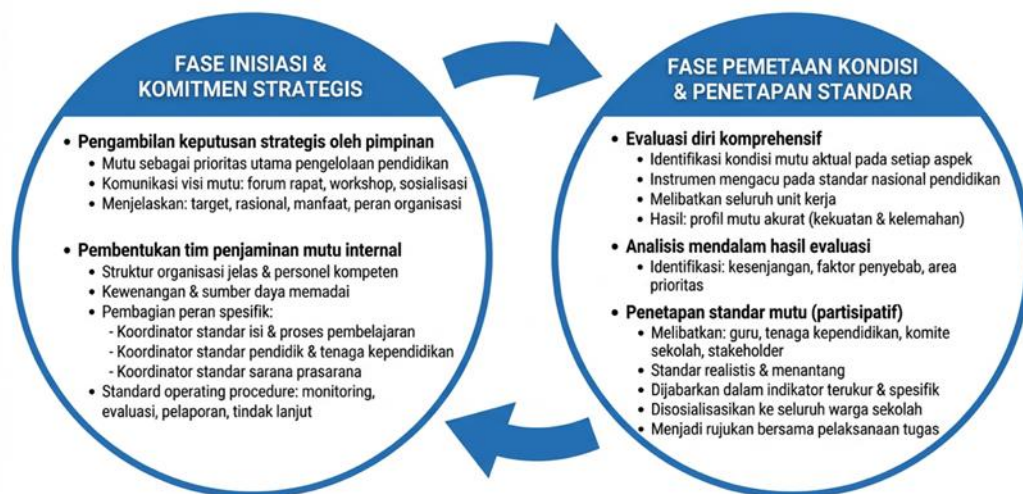 FASE INISIASI &
KOMITMEN STRATEGIS
• Pengambilan keputusan strategis oleh pimpinan
• Mutu sebagai prioritas utama pengelolaan pendidikan
• Komunikasi visi mutu: forum rapat, workshop, sosialisasi
• Menjelaskan: target, rasional, manfaat, peran organisasi
• Pembentukan tim penjaminan mutu internal
• Struktur organisasi jelas & personel kompeten
• Kewenangan & sumber daya memadai
• Pembagian peran spesifik:
- Koordinator standar isi & proses pembelajaran
- Koordinator standar pendidik & tenaga kependidikan
- Koordinator standar sarana prasarana
• Standard operating procedure: monitoring,
evaluasi, pelaporan, tindak lanjut
FASE PEMETAAN KONDISI
& PENETAPAN STANDAR
• Evaluasi diri komprehensif
• Identifikasi kondisi mutu aktual pada setiap aspek
• Instrumen mengacu pada standar nasional pendidikan
• Melibatkan seluruh unit kerja
• Hasil: profil mutu akurat (kekuatan & kelemahan)
• Analisis mendalam hasil evaluasi
• Identifikasi: kesenjangan, faktor penyebab, area
prioritas
• Penetapan standar mutu (partisipatif)
• Melibatkan: guru, tenaga kependidikan, komite
sekolah, stakeholder
• Standar realistis & menantang
• Dijabarkan dalam indikator terukur & spesifik
• Disosialisasikan ke seluruh warga sekolah
• Menjadi rujukan bersama pelaksanaan tugas